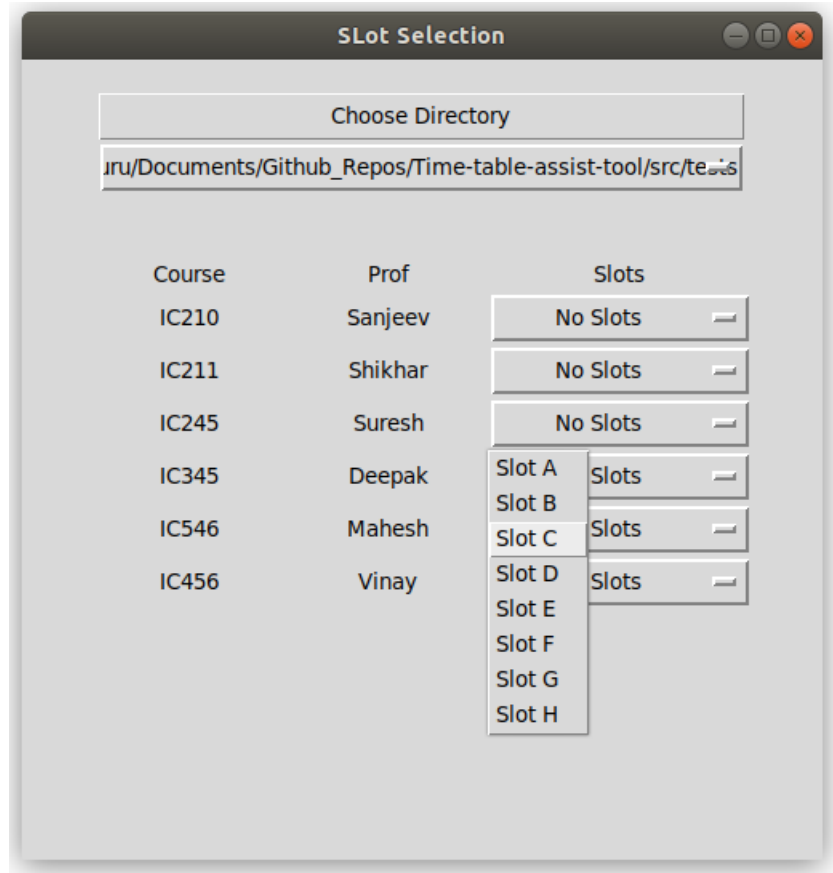 SLot Selection
Choose Directory
uru/Documents/Github_Repos/Time-table-assist-tool/src/tests
Course Prof Slots
IC210 Sanjeev No Slots
IC211 Shikhar No Slots
IC245 Suresh No Slots
IC345 Deepak Slots
IC546 Mahesh Slots
IC456 Vinay Slots
Slot A
Slot B
Slot C
Slot D
Slot E
Slot F
Slot G
Slot H